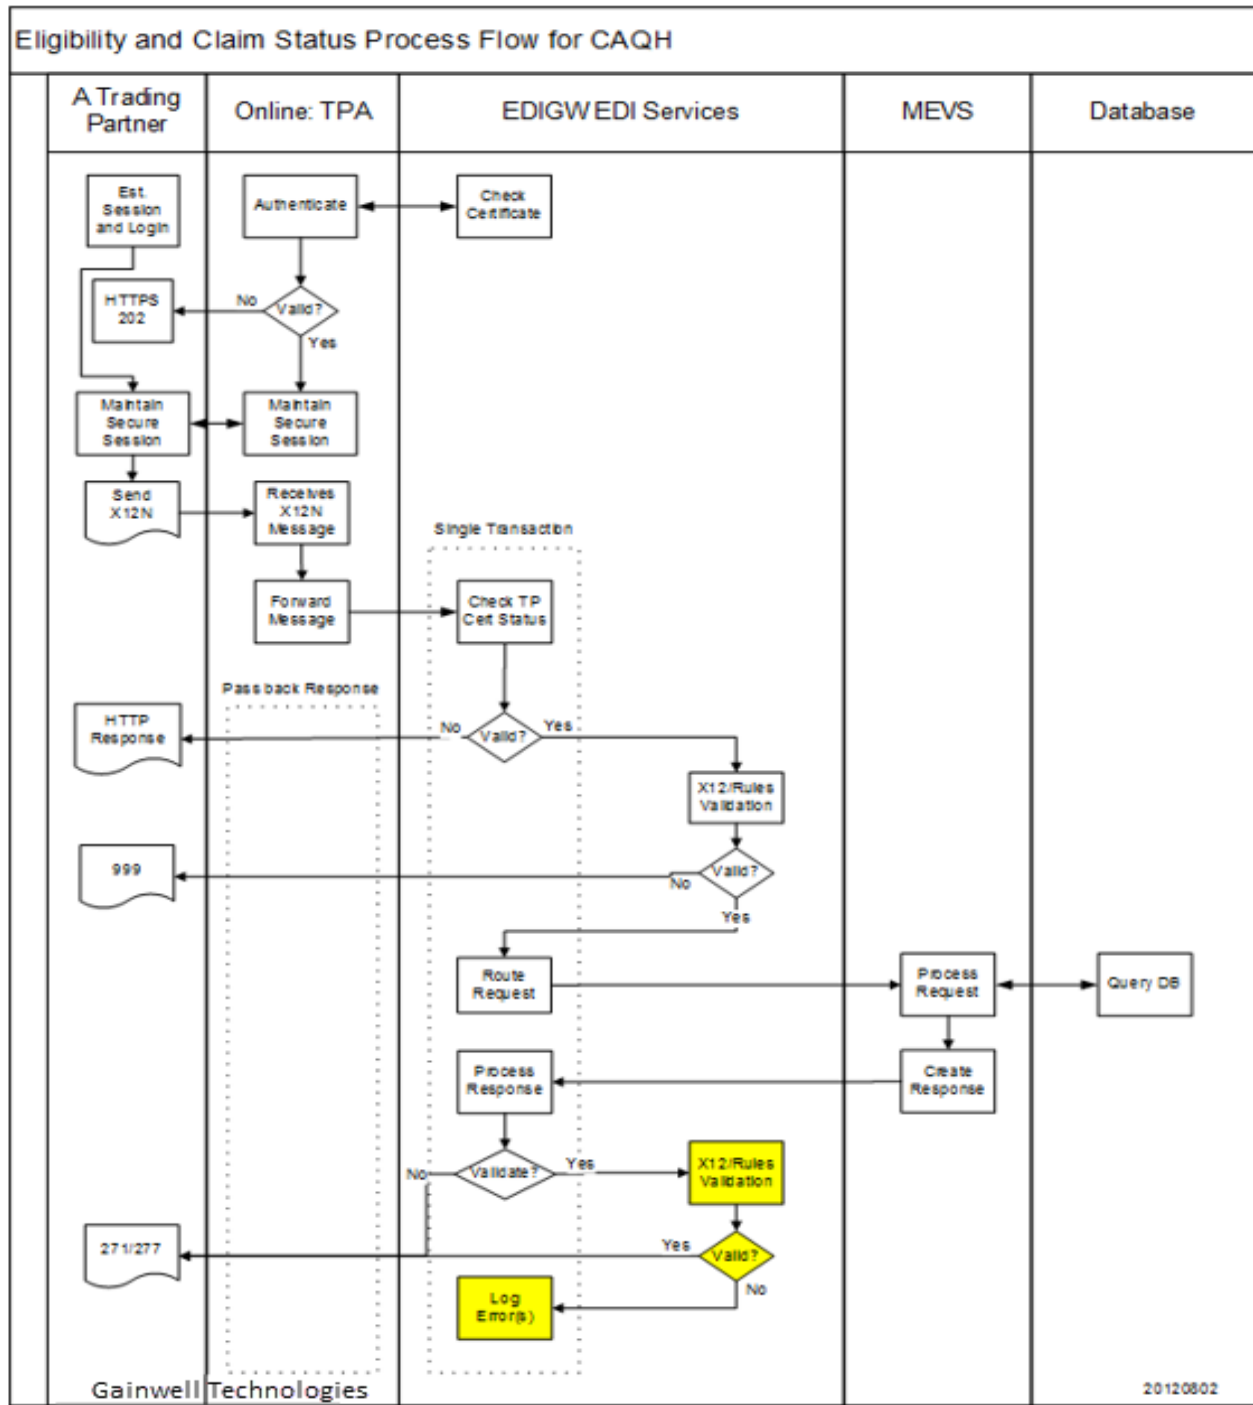 Eligibility and Claim Status Process Flow for CAQH
A Trading
Partner
Online: TPA
EDIGW EDI Services
MEVS
Database
Est.
Session
and Login
Authenticate
Check
Certificate
HTTPS
202
No
Valid?
Yes
Maintain
Secure
Session
Maintain
Secure
Session
Send
X12N
Receives
X12N
Message
Single Transaction
Forward
Message
Check TP
Cert Status
Pass back Response
HTTP
Response
No
Valid?
Yes
X12/Rules
Validation
999
No
Valid?
Yes
Route
Request
Process
Request
Query DB
Process
Response
Create
Response
No
Validate?
Yes
X12/Rules
Validation
271/277
Yes
Valid?
No
Log
Error(s)
Gainwell Technologies
20120802